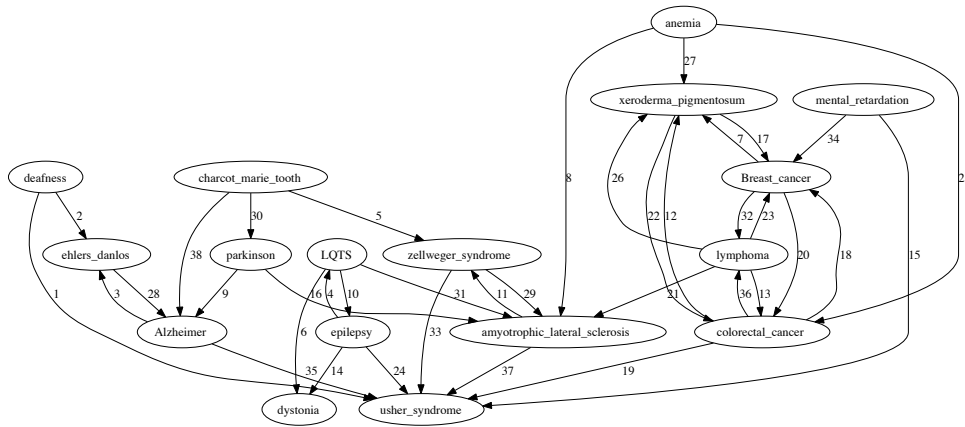 anemia
27
xeroderma_pigmentosum
mental_retardation
7
17
34
deafness
charcot_marie_tooth
8
26
Breast_cancer
2
2
30
5
22
12
32
23
38
ehlers_danlos
parkinson
LQTS
zellweger_syndrome
lymphoma
20
18
15
1
3
28
9
16
4
10
31
11
29
21
36
13
Alzheimer
epilepsy
amyotrophic_lateral_sclerosis
colorectal_cancer
6
33
35
14
24
37
19
dystonia
usher_syndrome